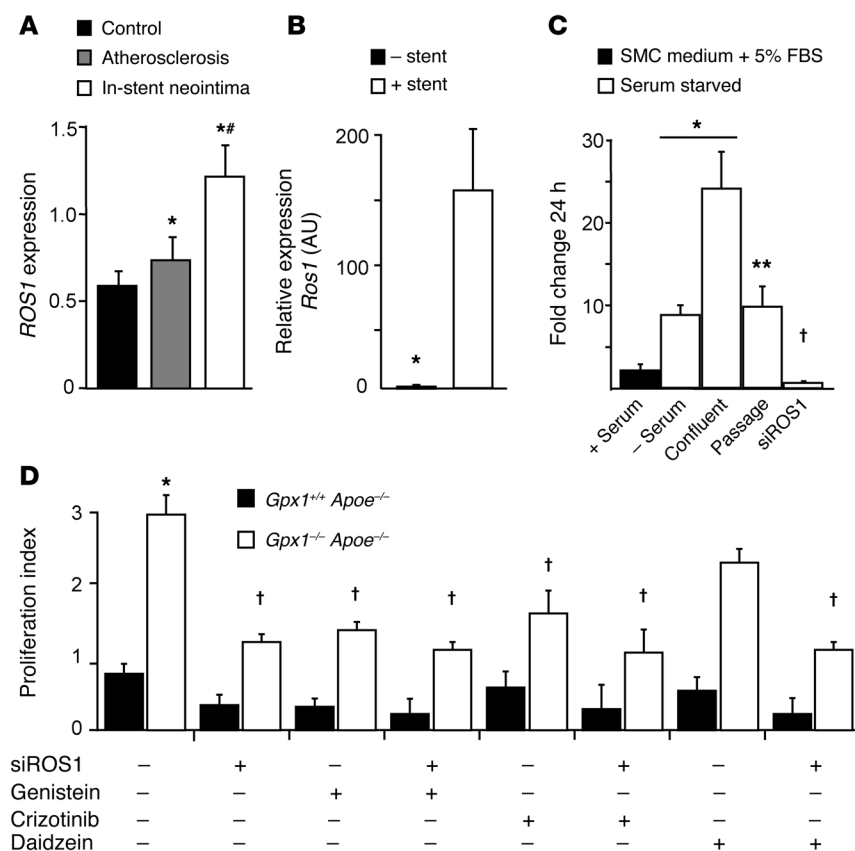 A
Control
Atherosclerosis
In-stent neointima
ROS1 expression
1.5
1.0
0.5
0
*
*#
B
– stent
+ stent
Relative expression
Ros1 (AU)
200
100
0
*
C
SMC medium + 5% FBS
Serum starved
Fold change 24 h
30
20
10
*
**
†
+ Serum
– Serum
Confluent
Passage
siROS1
D
Gpx1+/+ Apoe–/–
Gpx1–/– Apoe–/–
Proliferation index
3
2
1
0
*
†
†
†
†
†
†
siROS1 – + – + – + – +
Genistein – – + + – – – –
Crizotinib – – – – + + – –
Daidzein – – – – – – + +